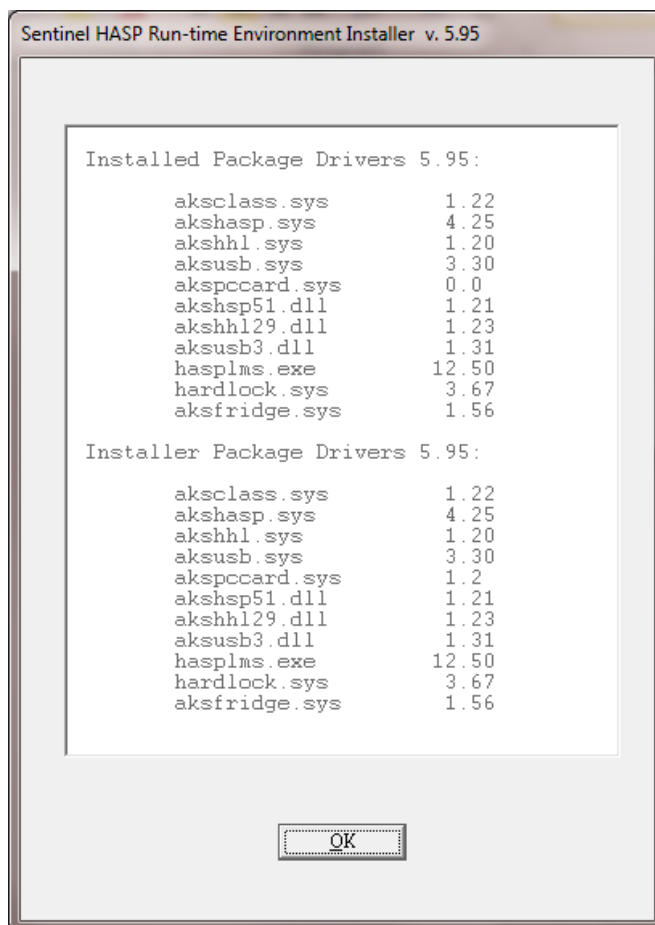 Sentinel HASP Run-time Environment Installer v. 5.95
Installed Package Drivers 5.95:
aksclass.sys 1.22
akshasp.sys 4.25
akshhl.sys 1.20
aksusb.sys 3.30
akspccard.sys 0.0
akshsp51.dll 1.21
akshhl29.dll 1.23
aksusb3.dll 1.31
hasplms.exe 12.50
hardlock.sys 3.67
aksfridge.sys 1.56
Installer Package Drivers 5.95:
aksclass.sys 1.22
akshasp.sys 4.25
akshhl.sys 1.20
aksusb.sys 3.30
akspccard.sys 1.2
akshsp51.dll 1.21
akshhl29.dll 1.23
aksusb3.dll 1.31
hasplms.exe 12.50
hardlock.sys 3.67
aksfridge.sys 1.56
OK